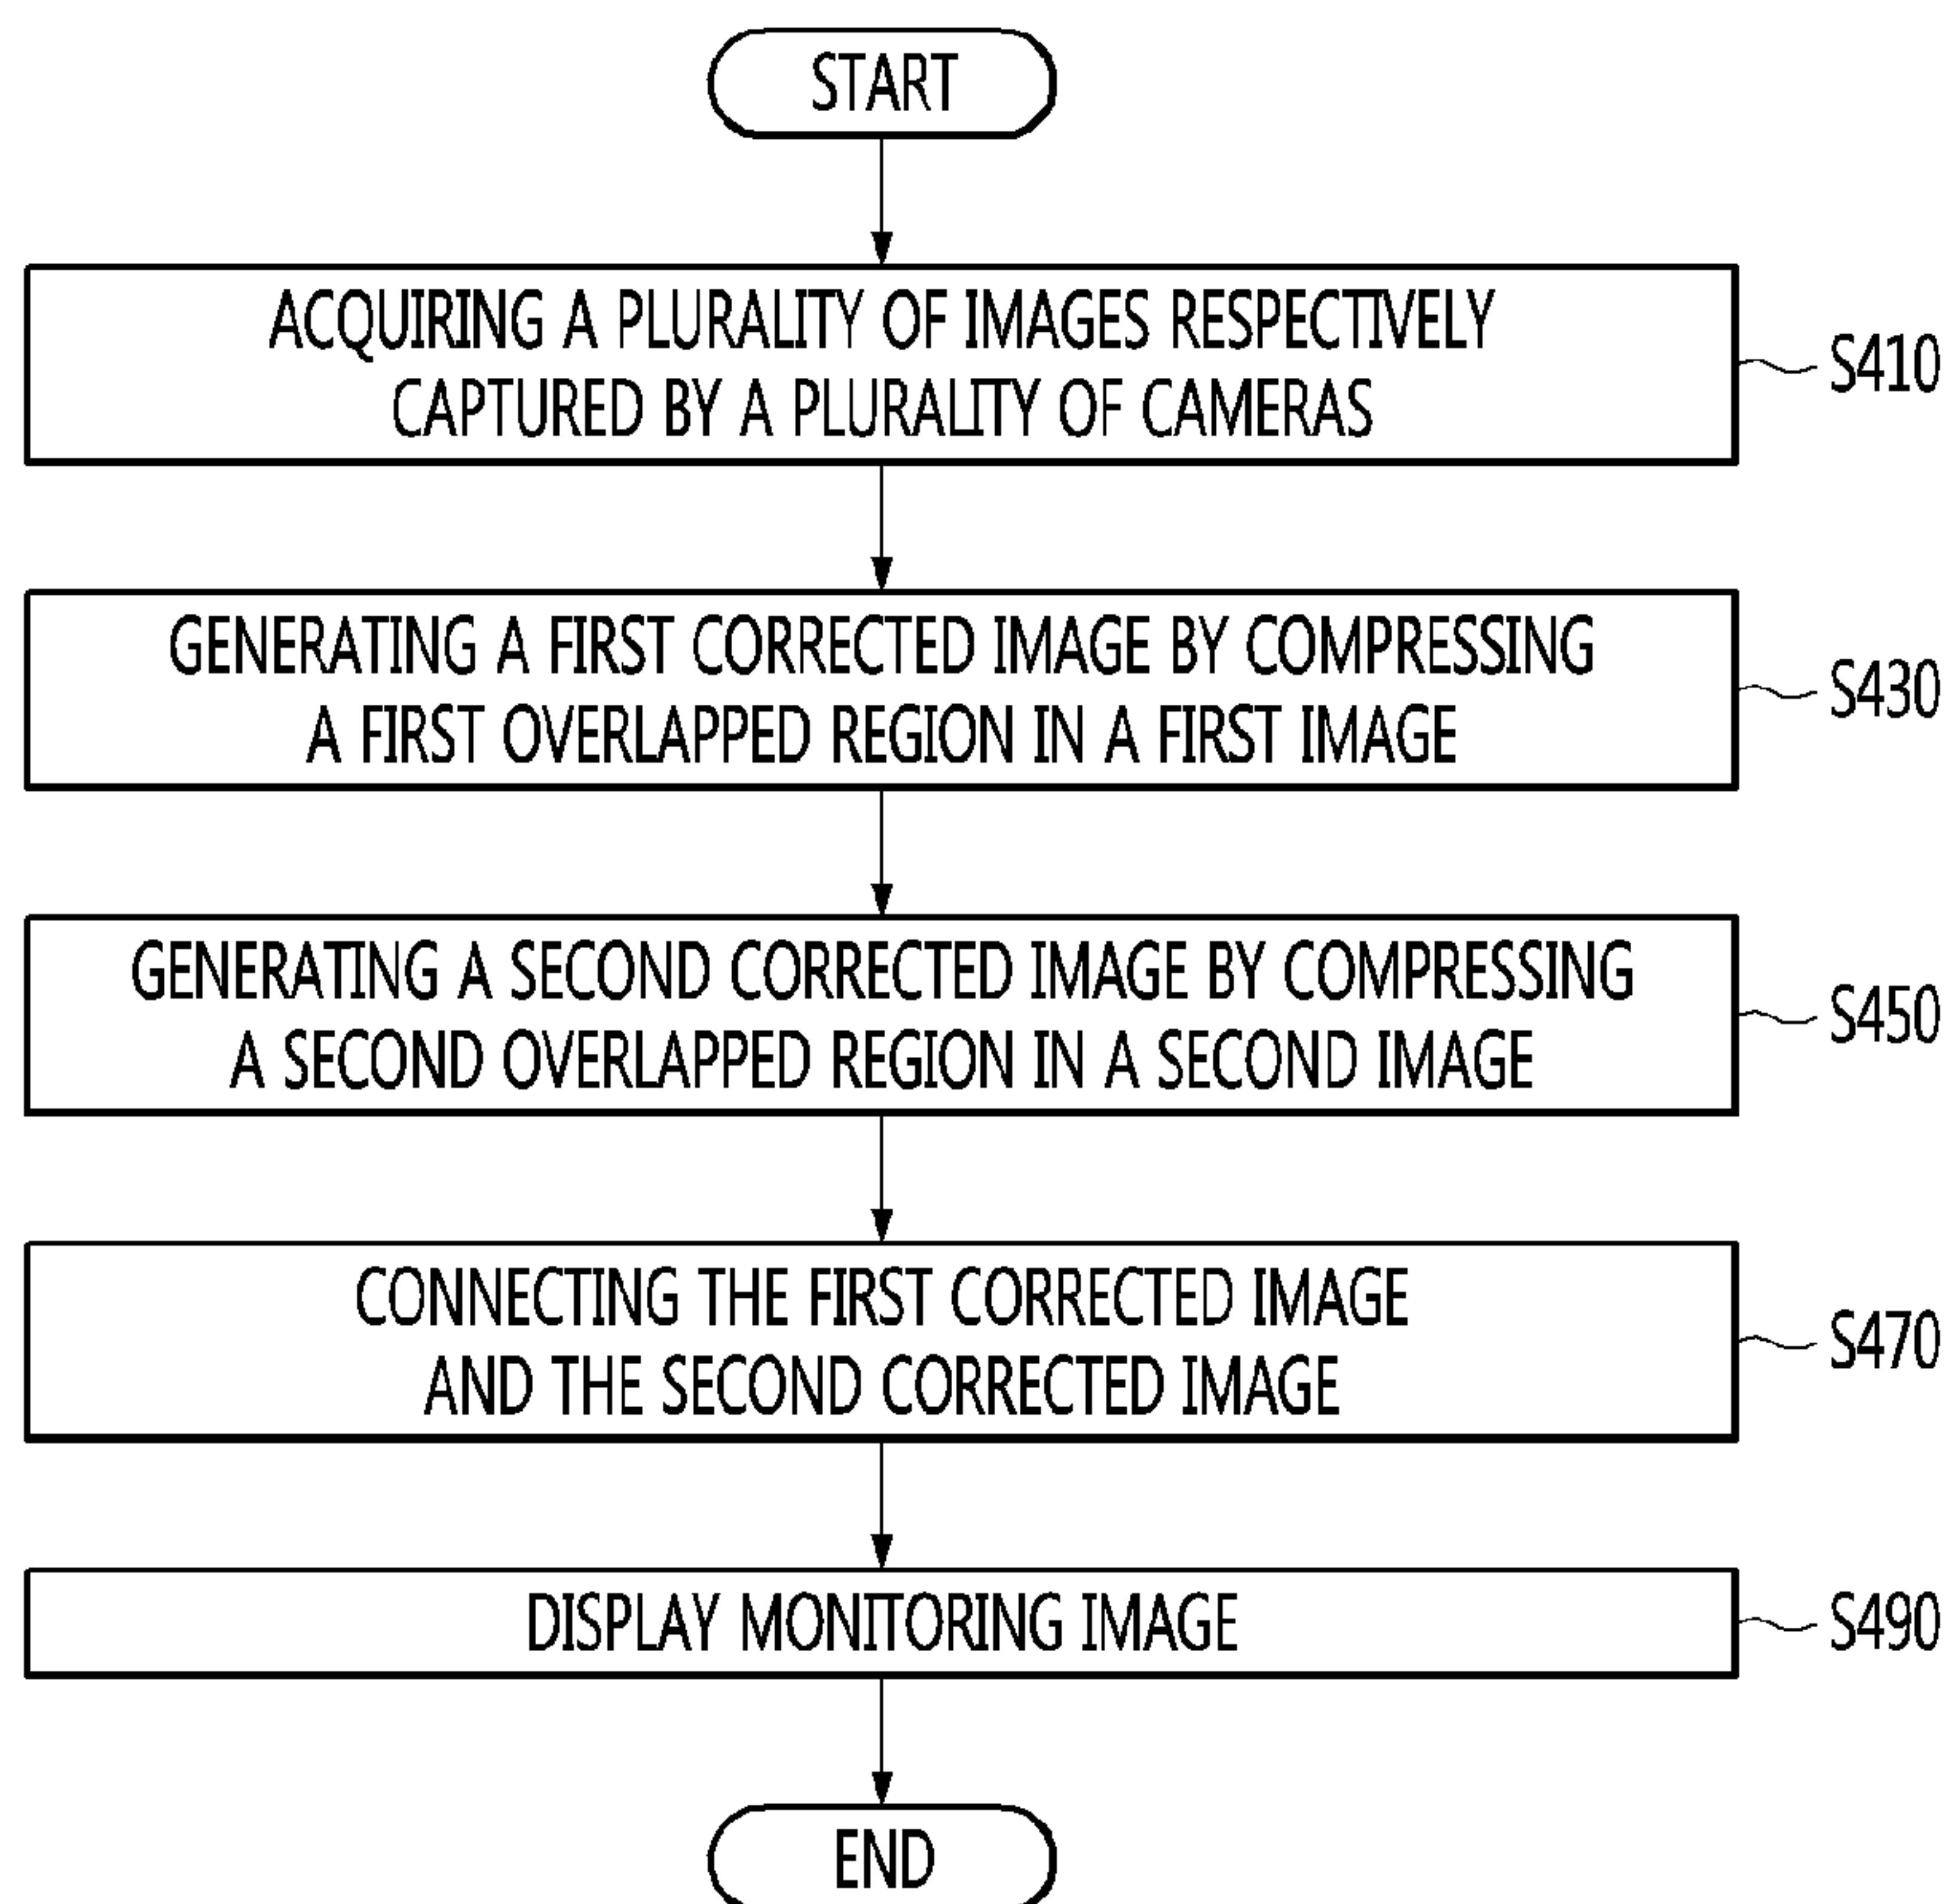 START
ACQUIRING A PLURALITY OF IMAGES RESPECTIVELY
CAPTURED BY A PLURALITY OF CAMERAS
S410
GENERATING A FIRST CORRECTED IMAGE BY COMPRESSING
A FIRST OVERLAPPED REGION IN A FIRST IMAGE
S430
GENERATING A SECOND CORRECTED IMAGE BY COMPRESSING
A SECOND OVERLAPPED REGION IN A SECOND IMAGE
S450
CONNECTING THE FIRST CORRECTED IMAGE
AND THE SECOND CORRECTED IMAGE
S470
DISPLAY MONITORING IMAGE
S490
END